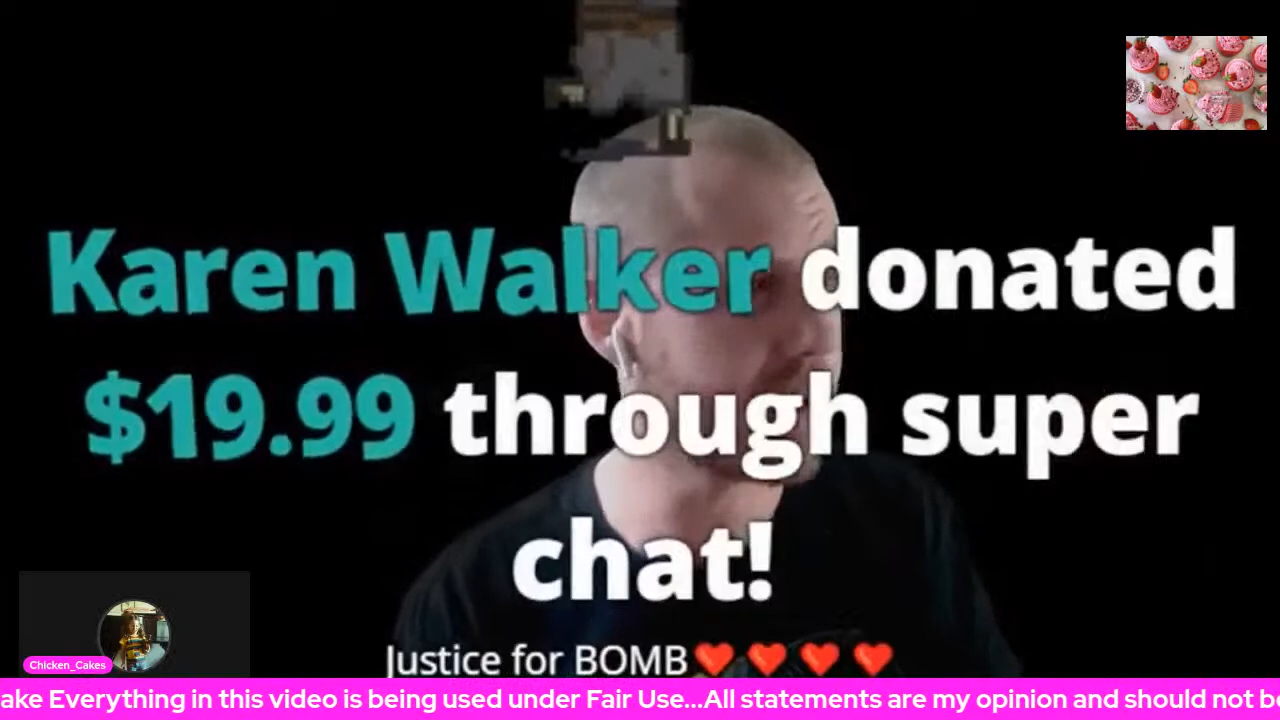 Karen Walker donated
$19.99 through super
chat!
Justice for BOMB❤️❤️❤️❤️
Chicken_Cakes
ake Everything in this video is being used under Fair Use...All statements are my opinion and should not be